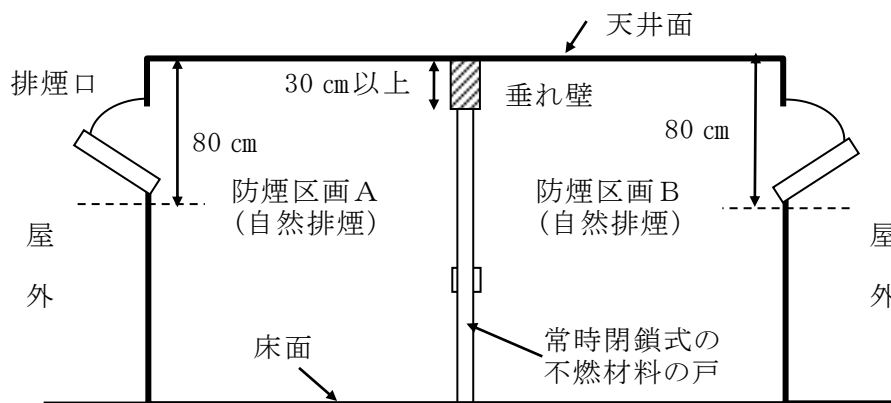 天井面
排煙口
30 cm以上
垂れ壁
80 cm
80 cm
防煙区画A
(自然排煙)
防煙区画B
(自然排煙)
屋
外
屋
外
床面
常時閉鎖式の
不燃材料の戸